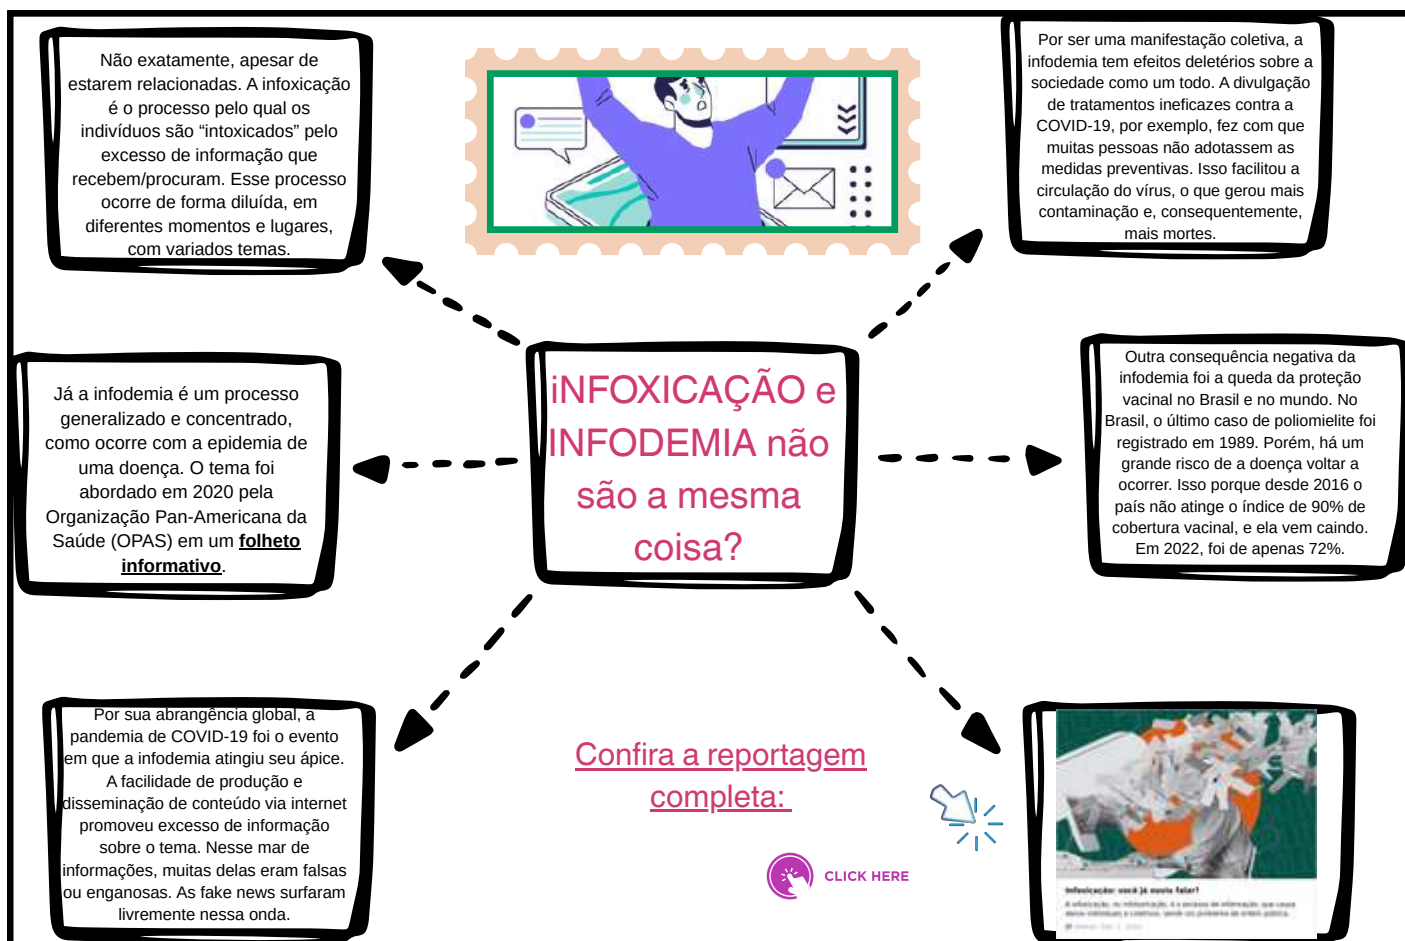 Não exatamente, apesar de
estarem relacionadas. A infoxicação
é o processo pelo qual os
indivíduos são “intoxicados” pelo
excesso de informação que
recebem/procuram. Esse processo
ocorre de forma diluída, em
diferentes momentos e lugares,
com variados temas.
Por ser uma manifestação coletiva, a
infodemia tem efeitos deletérios sobre a
sociedade como um todo. A divulgação
de tratamentos ineficazes contra a
COVID-19, por exemplo, fez com que
muitas pessoas não adotassem as
medidas preventivas. Isso facilitou a
circulação do vírus, o que gerou mais
contaminação e, consequentemente,
mais mortes.
iNFOXICAÇÃO e
INFODEMIA não
são a mesma
coisa?
Já a infodemia é um processo
generalizado e concentrado,
como ocorre com a epidemia de
uma doença. O tema foi
abordado em 2020 pela
Organização Pan-Americana da
Saúde (OPAS) em um folheto
informativo.
Outra consequência negativa da
infodemia foi a queda da proteção
vacinal no Brasil e no mundo. No
Brasil, o último caso de poliomielite foi
registrado em 1989. Porém, há um
grande risco de a doença voltar a
ocorrer. Isso porque desde 2016 o
país não atinge o índice de 90% de
cobertura vacinal, e ela vem caindo.
Em 2022, foi de apenas 72%.
Por sua abrangência global, a
pandemia de COVID-19 foi o evento
em que a infodemia atingiu seu ápice.
A facilidade de produção e
disseminação de conteúdo via internet
promoveu excesso de informação
sobre o tema. Nesse mar de
informações, muitas delas eram falsas
ou enganosas. As fake news surfaram
livremente nessa onda.
Confira a reportagem
completa:
CLICK HERE
Infoxicação: você já ouviu falar?